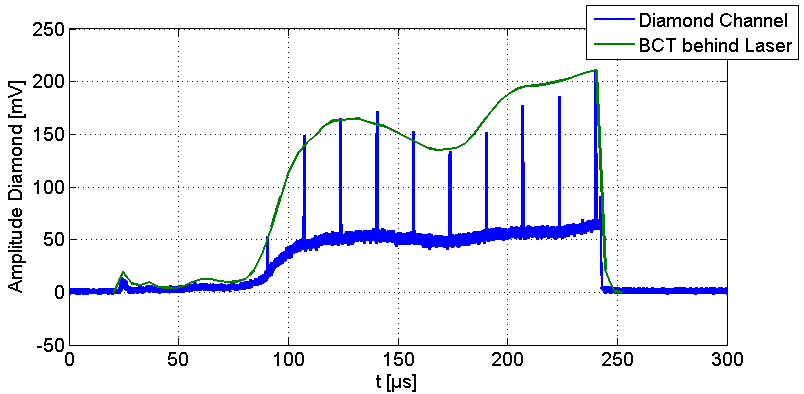 Diamond Channel
BCT behind Laser
Amplitude Diamond [mV]
250
200
150
100
50
0
-50
0 50 100 150 200 250 300
t [µs]